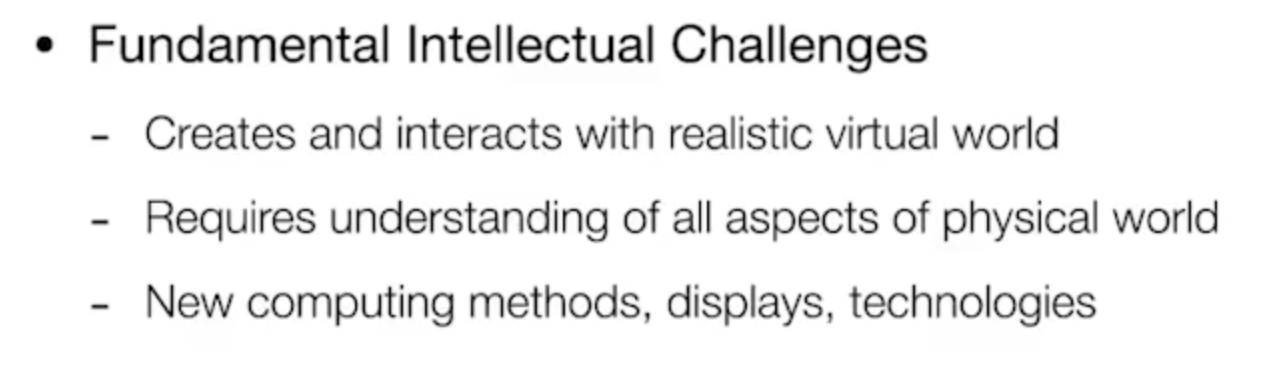 • Fundamental Intellectual Challenges
- Creates and interacts with realistic virtual world
- Requires understanding of all aspects of physical world
- New computing methods, displays, technologies